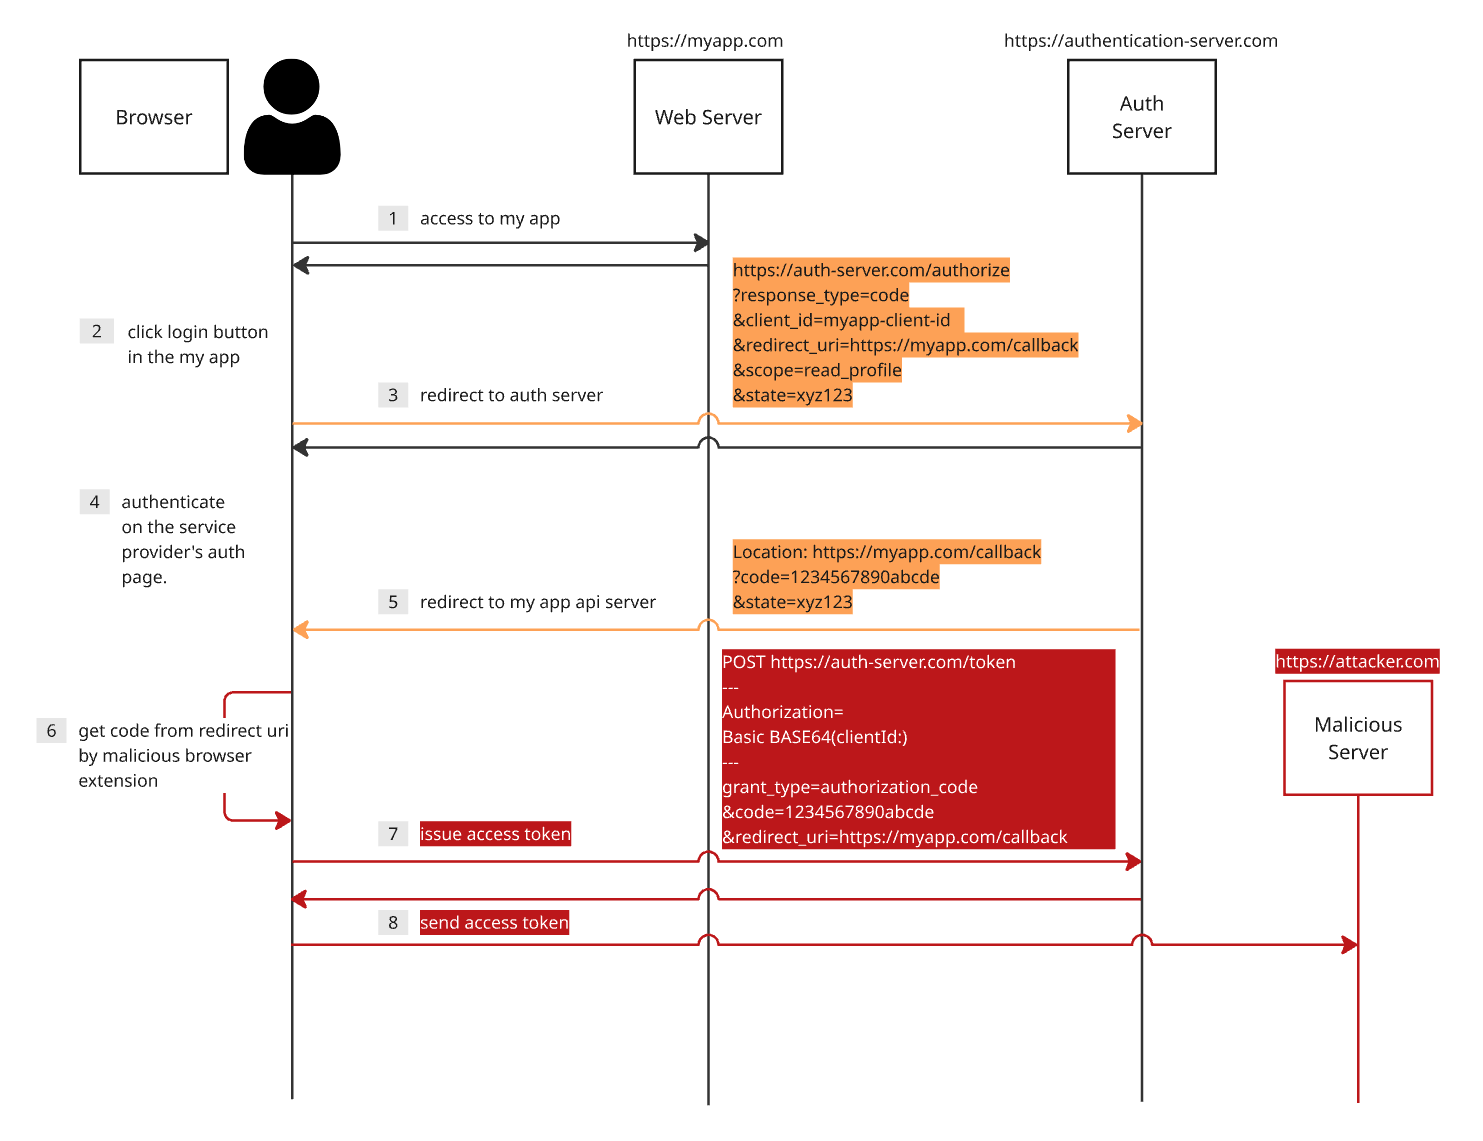 https://myapp.com
https://authentication-server.com
Browser
Web Server
Auth
Server
1 access to my app
https://auth-server.com/authorize
?response_type=code
&client_id=myapp-client-id
&redirect_uri=https://myapp.com/callback
&scope=read_profile
&state=xyz123
2 click login button
in the my app
3 redirect to auth server
4 authenticate
on the service
provider's auth
page.
Location: https://myapp.com/callback
?code=1234567890abcde
&state=xyz123
5 redirect to my app api server
POST https://auth-server.com/token
---
Authorization=
Basic BASE64(clientId:)
---
grant_type=authorization_code
&code=1234567890abcde
&redirect_uri=https://myapp.com/callback
https://attacker.com
Malicious
Server
6 get code from redirect uri
by malicious browser
extension
7 issue access token
8 send access token